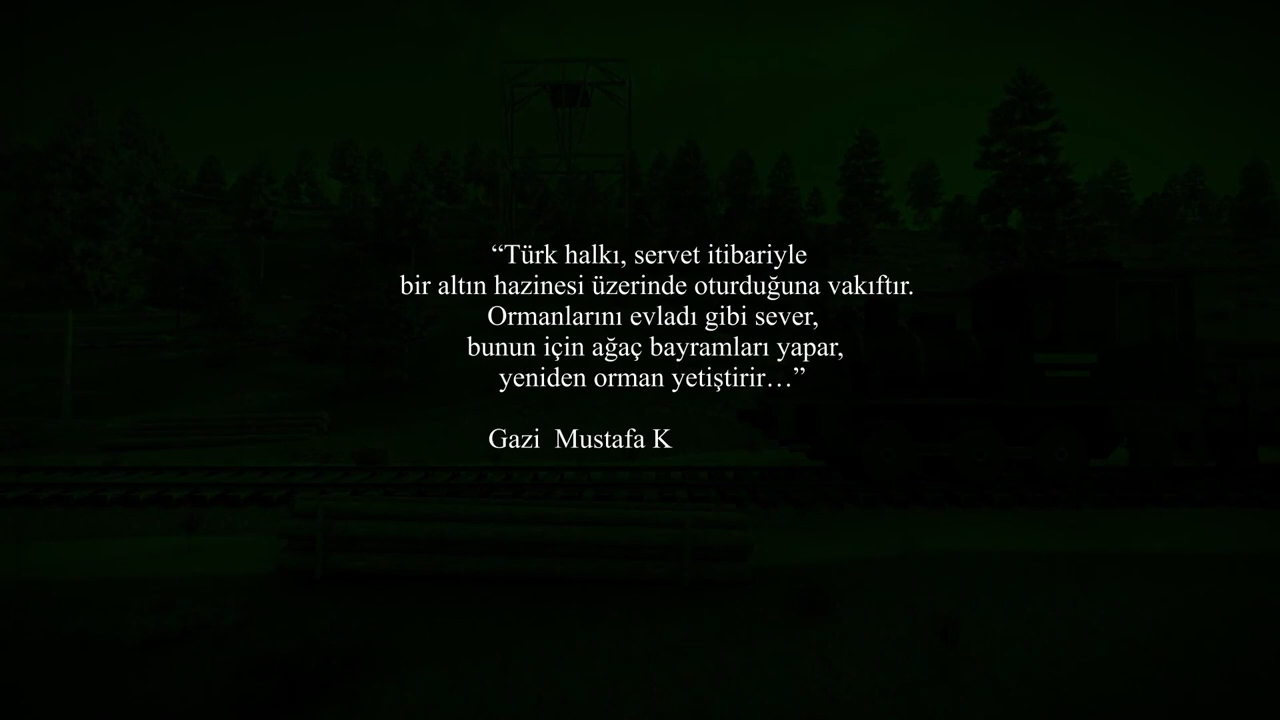 “Türk halkı, servet itibariyle
bir altın hazinesi üzerinde oturduğuna vakıftır.
Ormanlarını evladı gibi sever,
bunun için ağaç bayramları yapar,
yeniden orman yetiştirir…”
Gazi Mustafa K